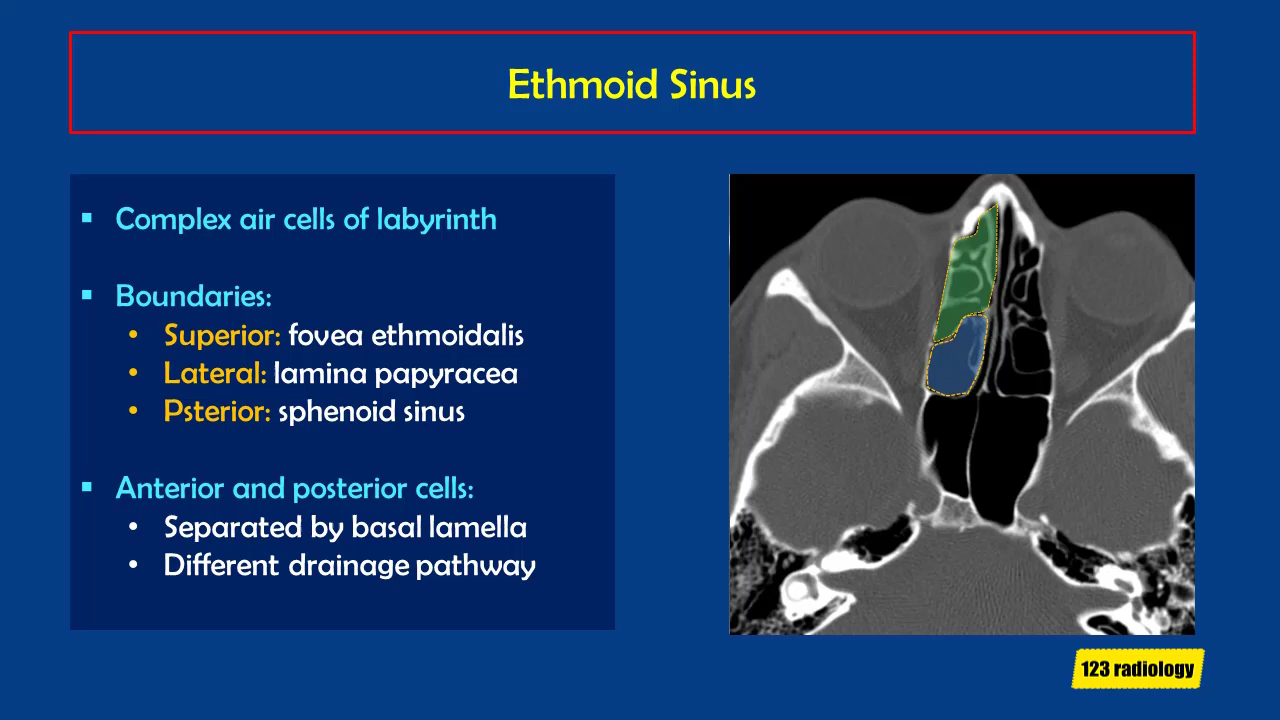 Ethmoid Sinus
▪ Complex air cells of labyrinth
▪ Boundaries:
• Superior: fovea ethmoidalis
• Lateral: lamina papyracea
• Psterior: sphenoid sinus
▪ Anterior and posterior cells:
• Separated by basal lamella
• Different drainage pathway
123 radiology